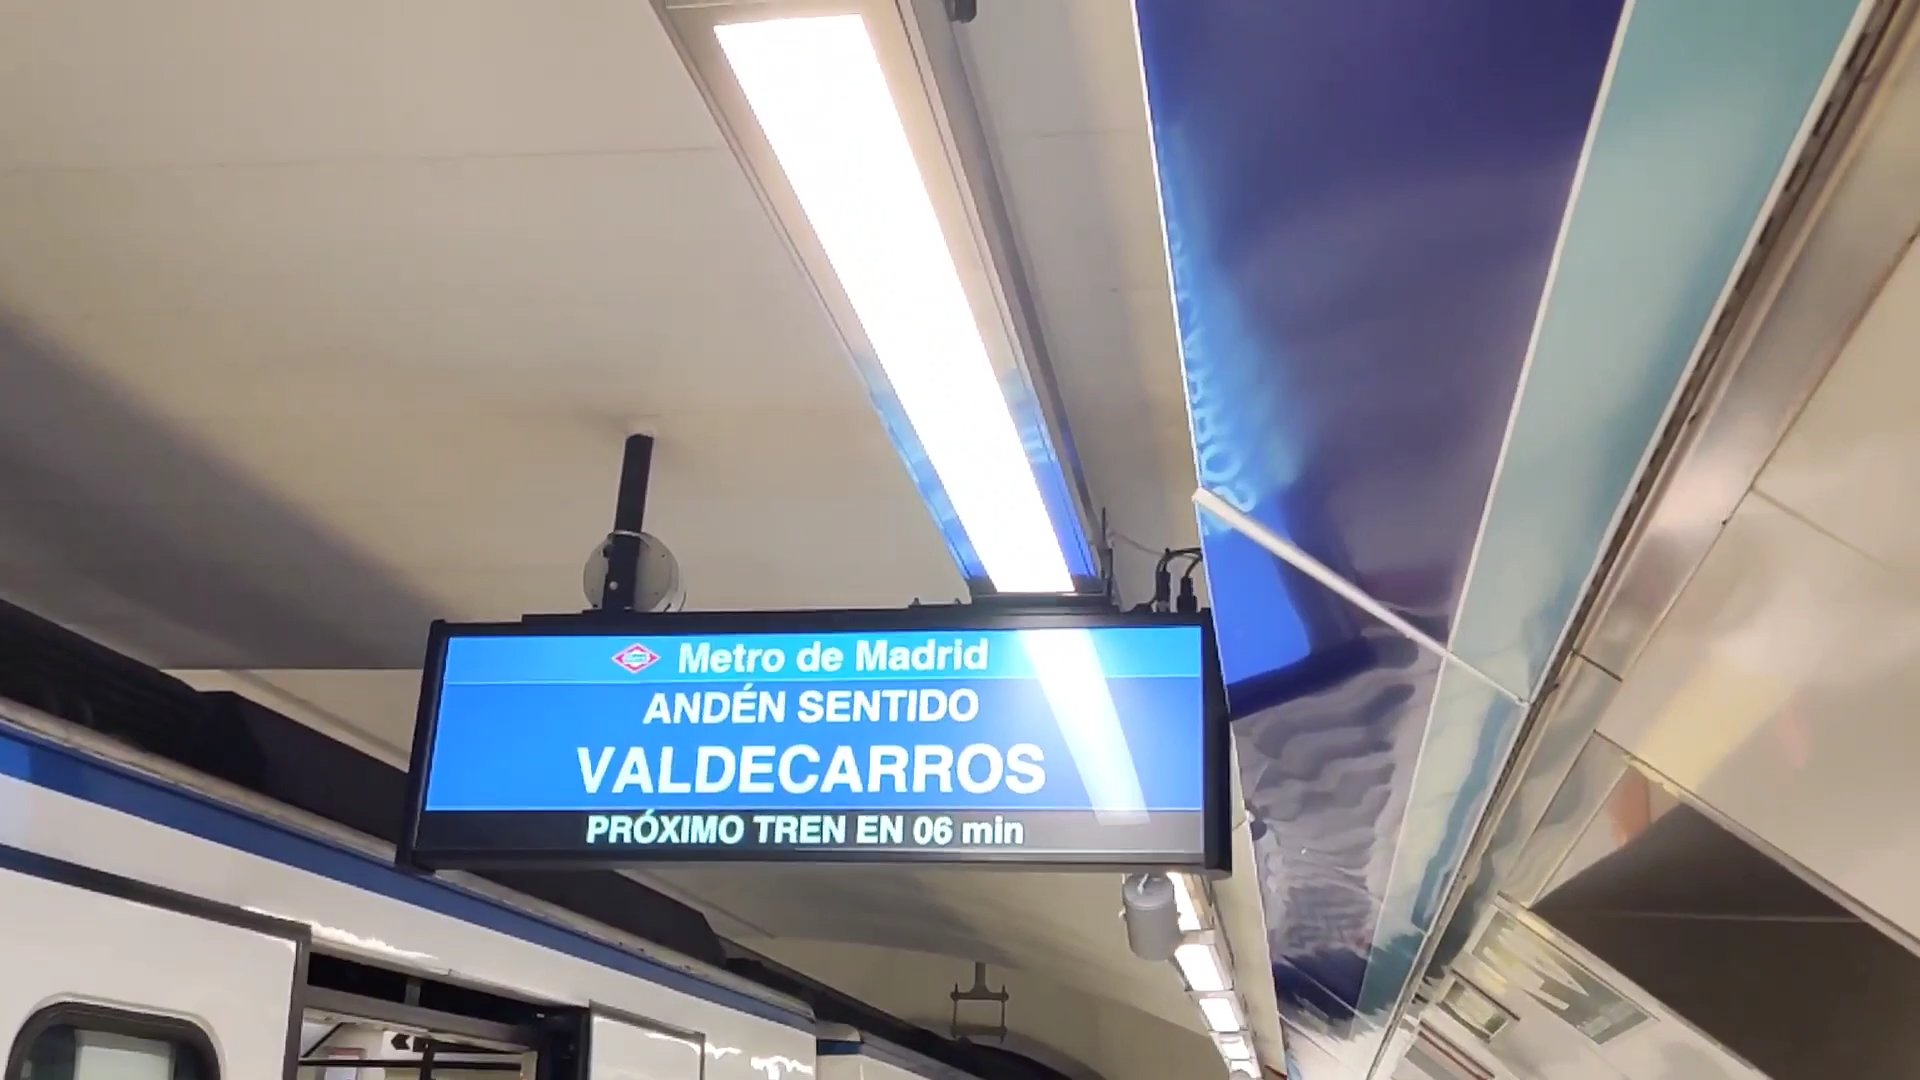 Metro de Madrid
ANDÉN SENTIDO
VALDECARROS
PRÓXIMO TREN EN 06 min